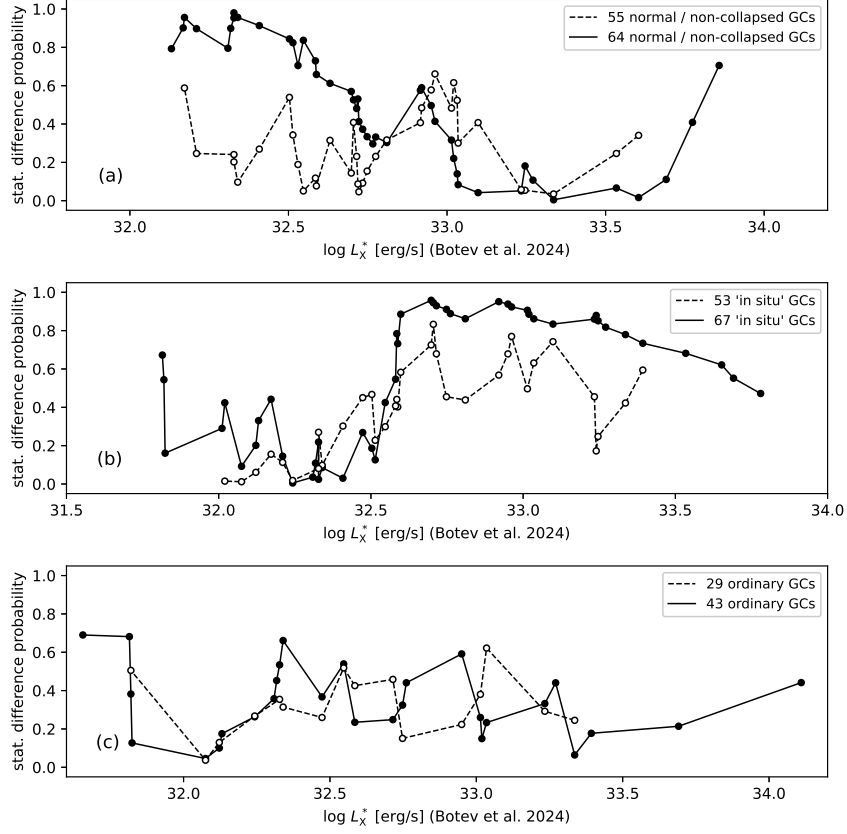 1.0
0.8
0.6
0.4
0.2
0.0
stat. difference probability
55 normal / non-collapsed GCs
64 normal / non-collapsed GCs
(a)
32.0 32.5 33.0 33.5 34.0
log L*X [erg/s] (Botev et al. 2024)
1.0
0.8
0.6
0.4
0.2
0.0
stat. difference probability
53 'in situ' GCs
67 'in situ' GCs
(b)
31.5 32.0 32.5 33.0 33.5 34.0
log L*X [erg/s] (Botev et al. 2024)
1.0
0.8
0.6
0.4
0.2
0.0
stat. difference probability
29 ordinary GCs
43 ordinary GCs
(c)
32.0 32.5 33.0 33.5 34.0
log L*X [erg/s] (Botev et al. 2024)